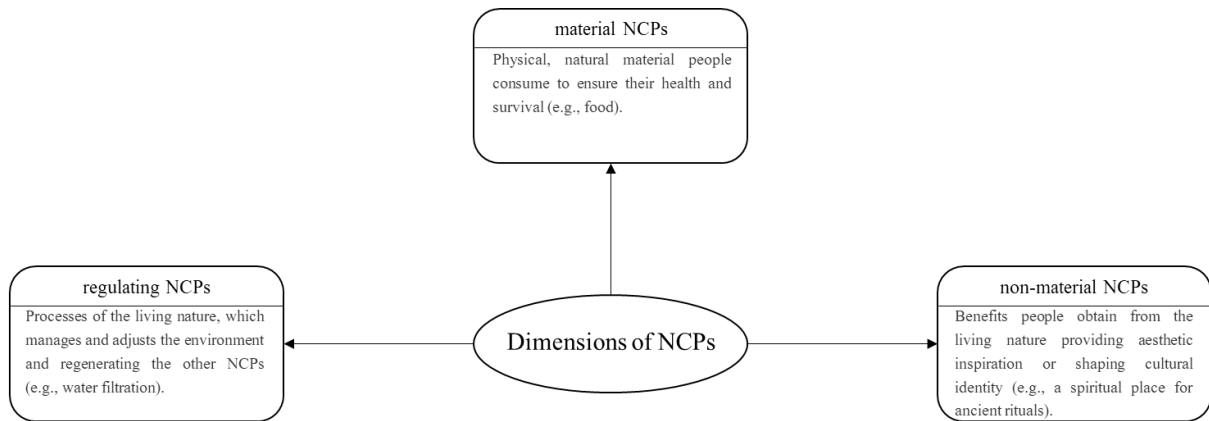 material NCPs
Physical, natural material people
consume to ensure their health and
survival (e.g., food).
regulating NCPs
Processes of the living nature, which
manages and adjusts the environment
and regenerating the other NCPs
(e.g., water filtration).
Dimensions of NCPs
non-material NCPs
Benefits people obtain from the
living nature providing aesthetic
inspiration or shaping cultural
identity (e.g., a spiritual place for
ancient rituals).